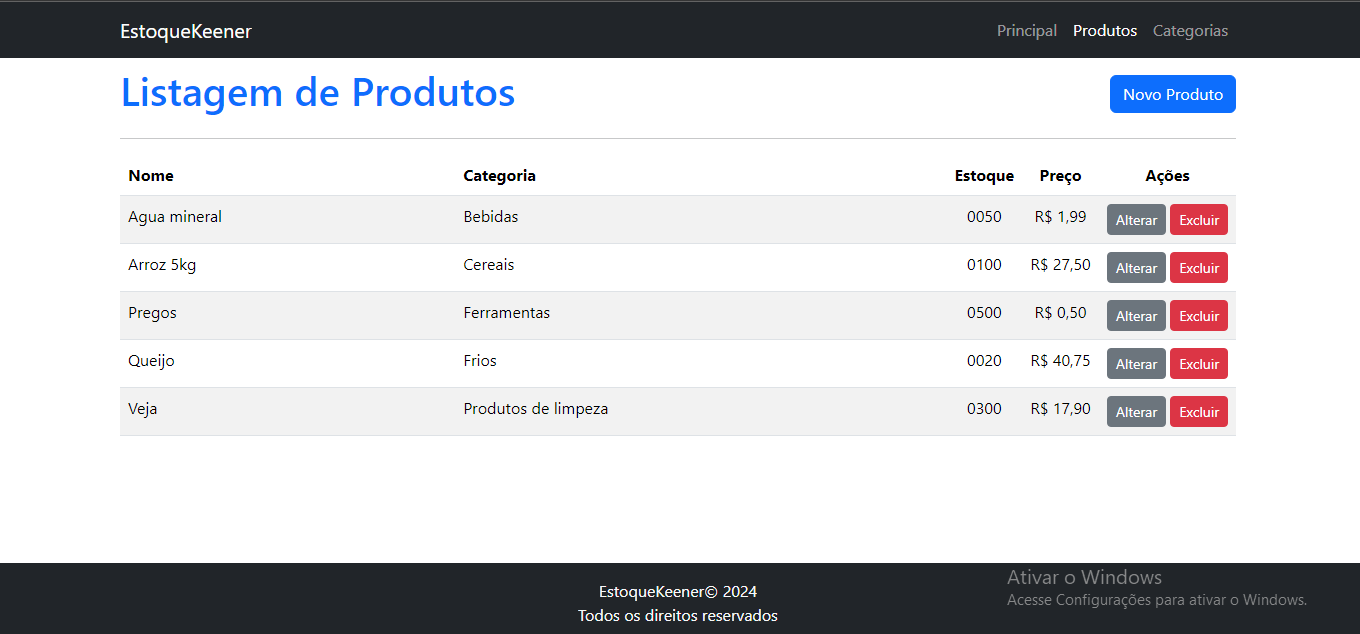 EstoqueKeener Principal Produtos Categorias
Listagem de Produtos Novo Produto
Nome Categoria Estoque Preço Ações
Agua mineral Bebidas 0050 R$ 1,99 Alterar Excluir
Arroz 5kg Cereais 0100 R$ 27,50 Alterar Excluir
Pregos Ferramentas 0500 R$ 0,50 Alterar Excluir
Queijo Frios 0020 R$ 40,75 Alterar Excluir
Veja Produtos de limpeza 0300 R$ 17,90 Alterar Excluir
EstoqueKeener© 2024
Todos os direitos reservados
Ativar o Windows
Acesse Configurações para ativar o Windows.